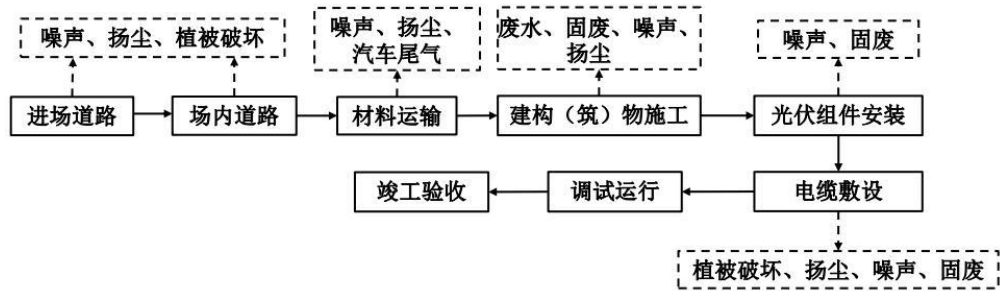 噪声、扬尘、植被破坏
噪声、扬尘、
汽车尾气
废水、固废、噪声、
扬尘
噪声、固废
进场道路
场内道路
材料运输
建构（筑）物施工
光伏组件安装
竣工验收
调试运行
电缆敷设
植被破坏、扬尘、噪声、固废